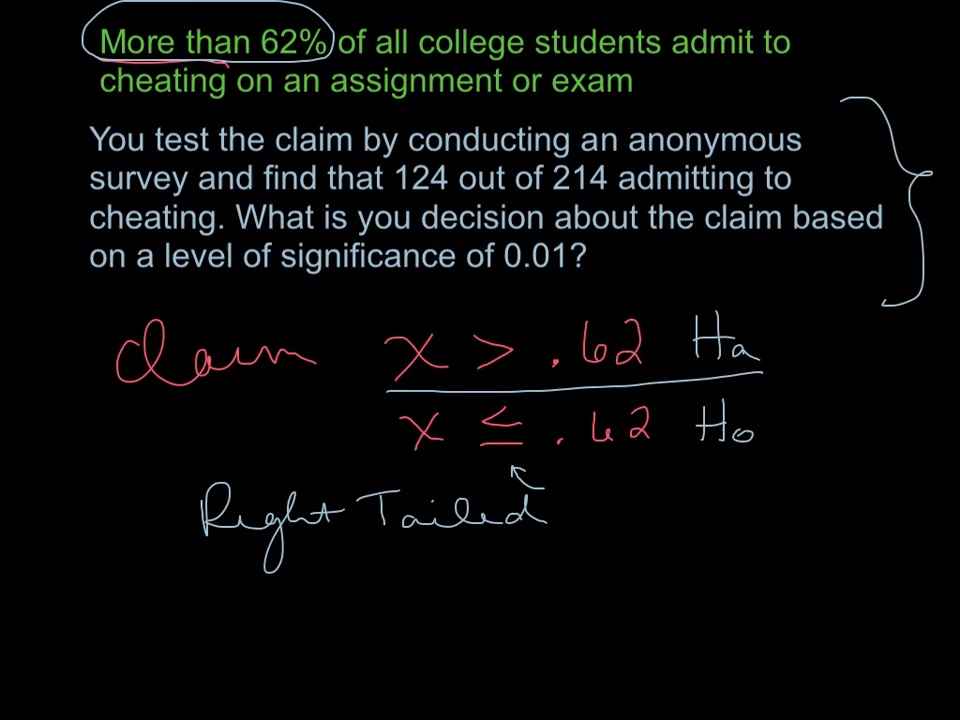 More than 62% of all college students admit to
cheating on an assignment or exam
You test the claim by conducting an anonymous
survey and find that 124 out of 214 admitting to
cheating. What is you decision about the claim based
on a level of significance of 0.01?
Claim x > .62 Ha
x ≤ .62 Ho
Right Tailed